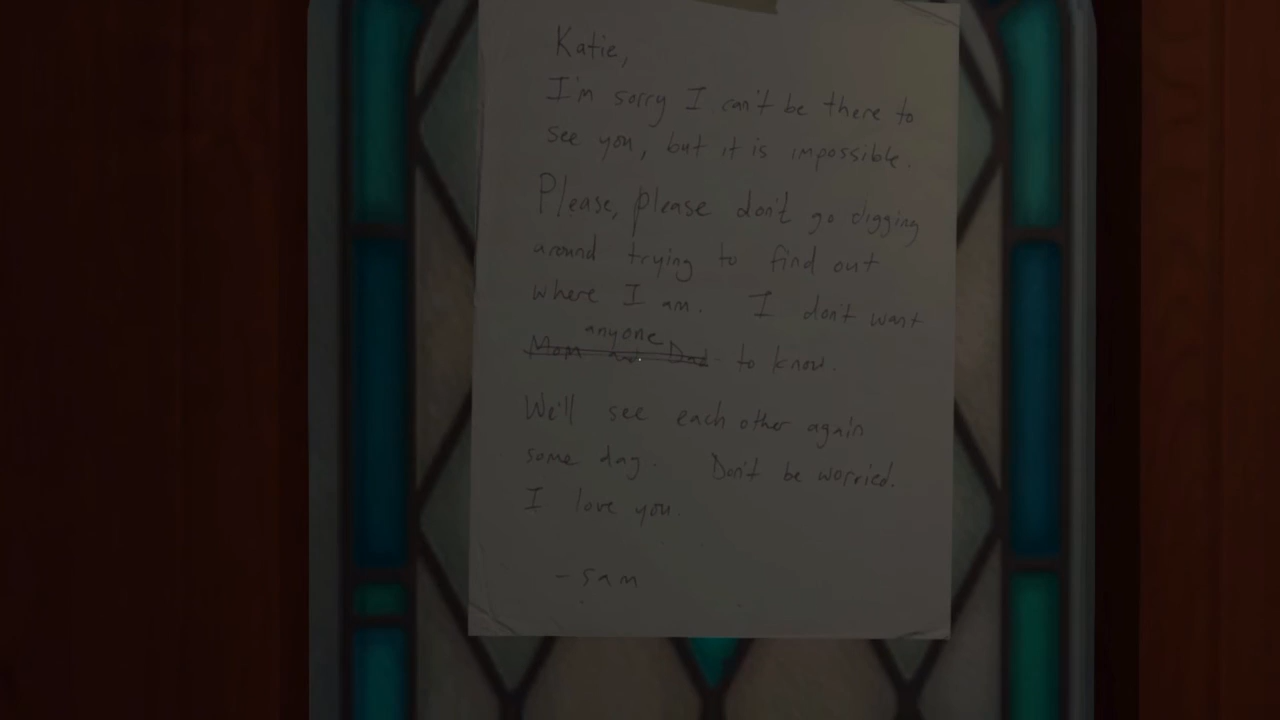 Katie,
I'm sorry I can't be there to
see you, but it is impossible.
Please, please don't go digging
around trying to find out
where I am. I don't want
anyone
Mom and Dad to know.
We'll see each other again
some day. Don't be worried.
I love you.
- Sam